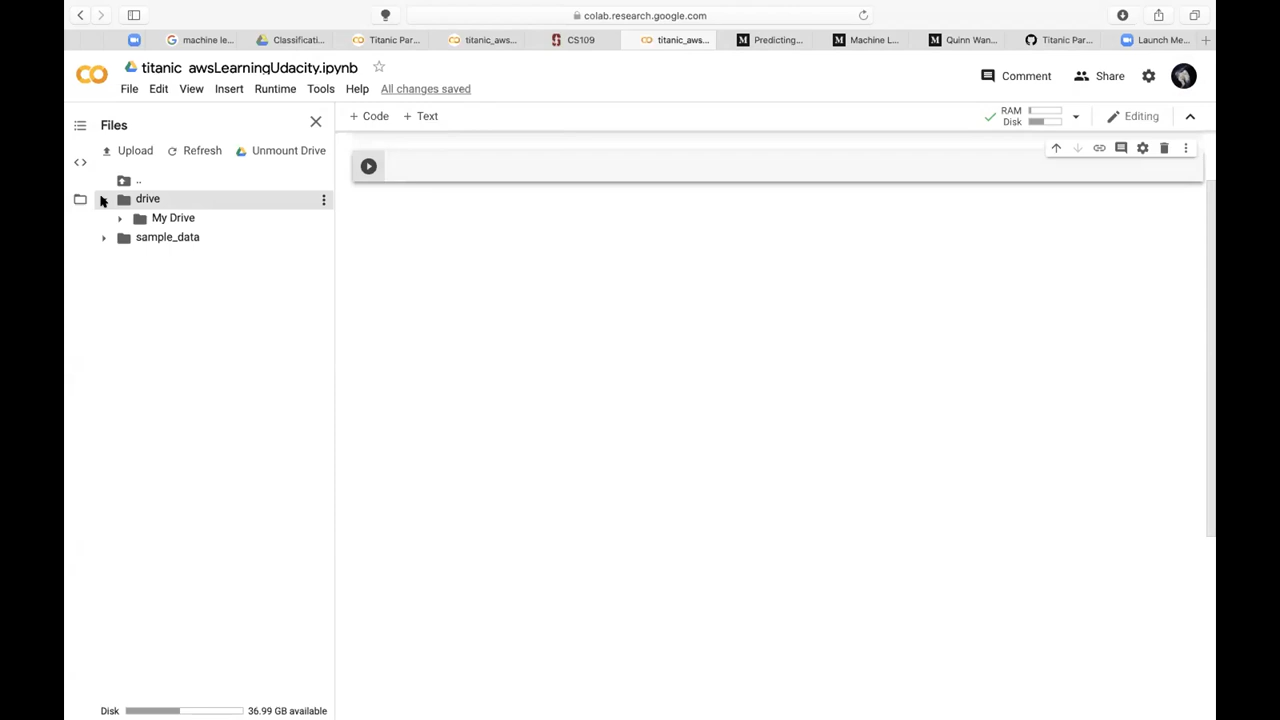 colab.research.google.com
machine le...
Classificati...
Titanic Par...
titanic_aws...
CS109
titanic_aws...
Predicting...
Machine L...
Quinn Wan...
Titanic Par...
Launch Me...
titanic_awsLearningUdacity.ipynb
Comment
Share
File Edit View Insert Runtime Tools Help All changes saved
Files
+ Code + Text
RAM
Disk
Editing
Upload Refresh Unmount Drive
..
drive
My Drive
sample_data
Disk 36.99 GB available